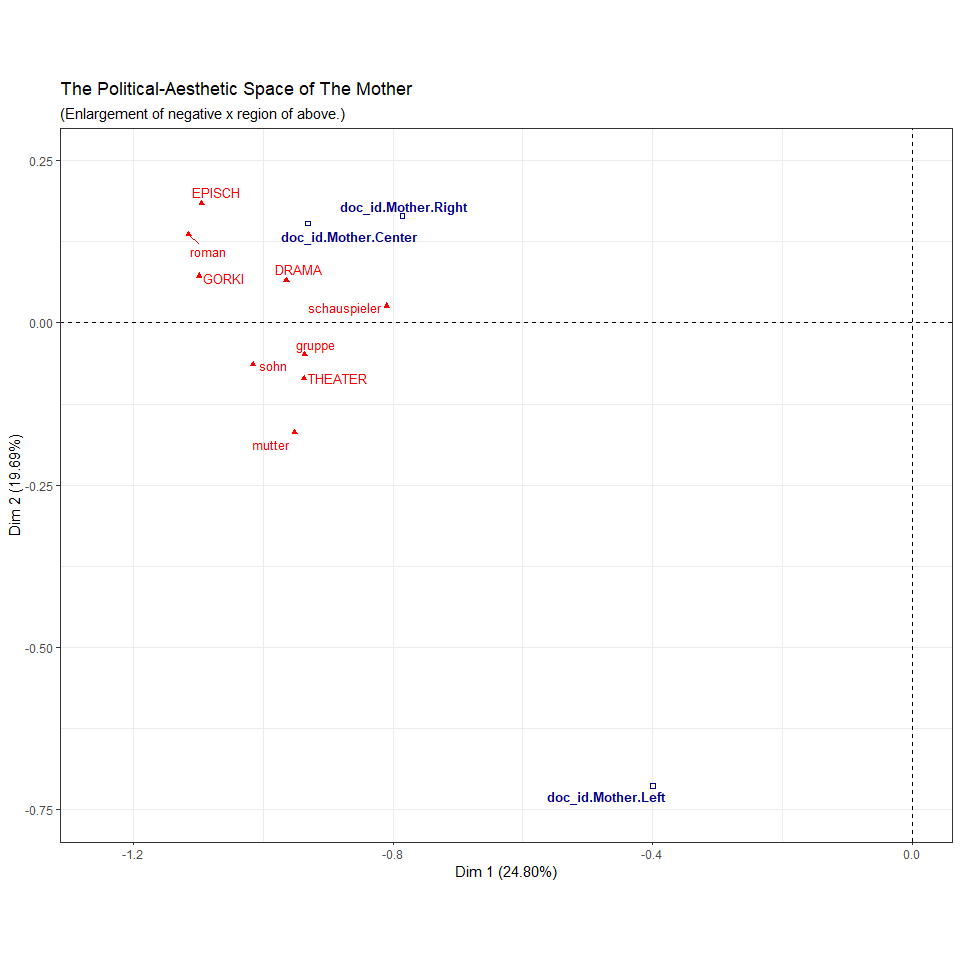 The Political-Aesthetic Space of The Mother
(Enlargement of negative x region of above.)
0.25
EPISCH
doc_id.Mother.Right
doc_id.Mother.Center
roman
DRAMA
GORKI
schauspieler
0.00
gruppe
sohn
THEATER
mutter
Dim 2 (19.69%)
-0.25
-0.50
doc_id.Mother.Left
-0.75
-1.2
-0.8
-0.4
0.0
Dim 1 (24.80%)